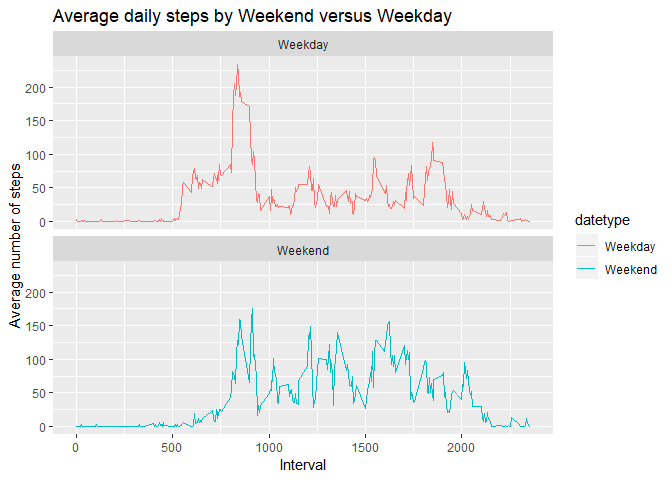 Average daily steps by Weekend versus Weekday
Weekday
200
150
100
50
0
Average number of steps
Weekend
200
150
100
50
0
0 500 1000 1500 2000
Interval
datetype
Weekday
Weekend